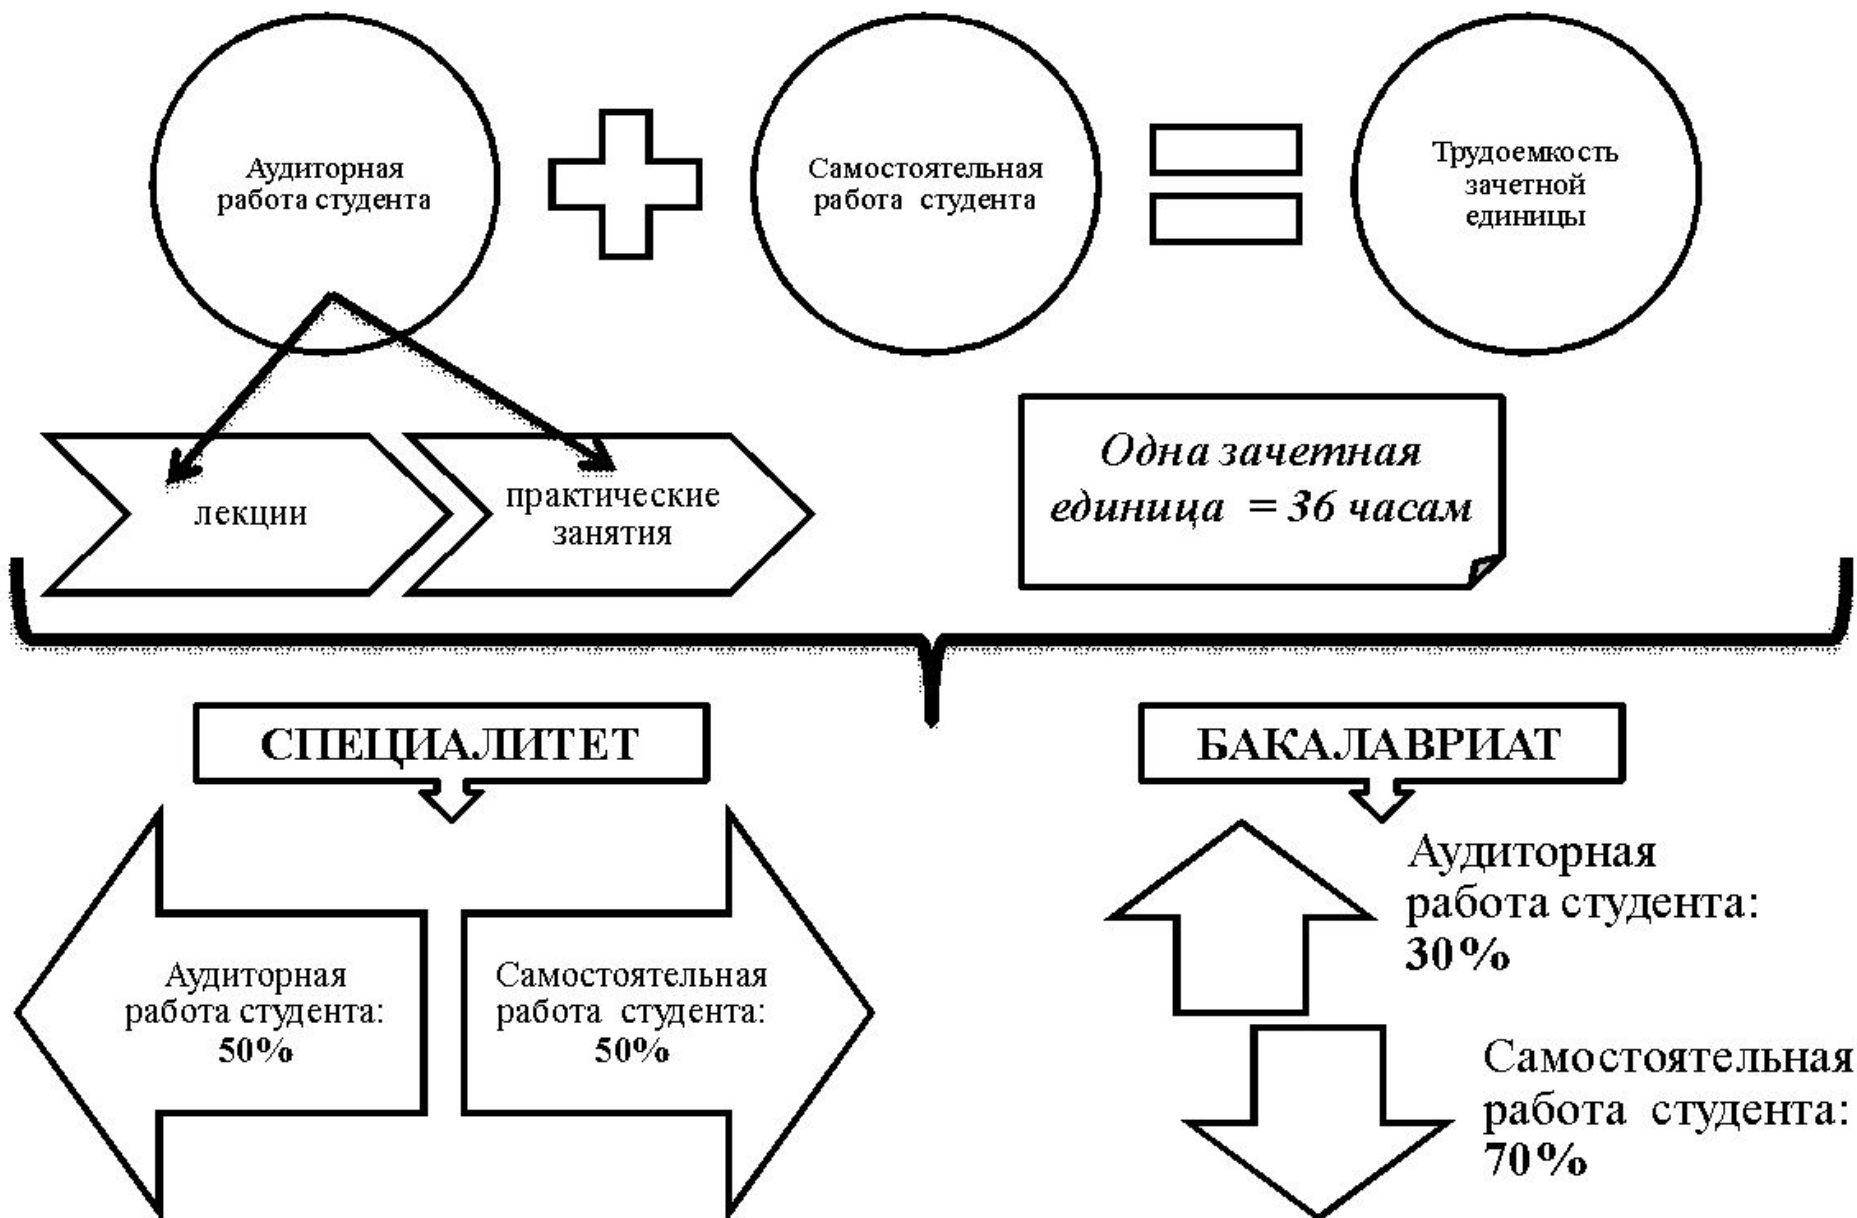 Аудиторная
работа студента
Самостоятельная
работа студента
Трудоемкость
зачетной
единицы
лекции
практические
занятия
Одна зачетная
единица = 36 часам
СПЕЦИАЛИТЕТ
БАКАЛАВРИАТ
Аудиторная
работа студента:
50%
Самостоятельная
работа студента:
50%
Аудиторная
работа студента:
30%
Самостоятельная
работа студента:
70%